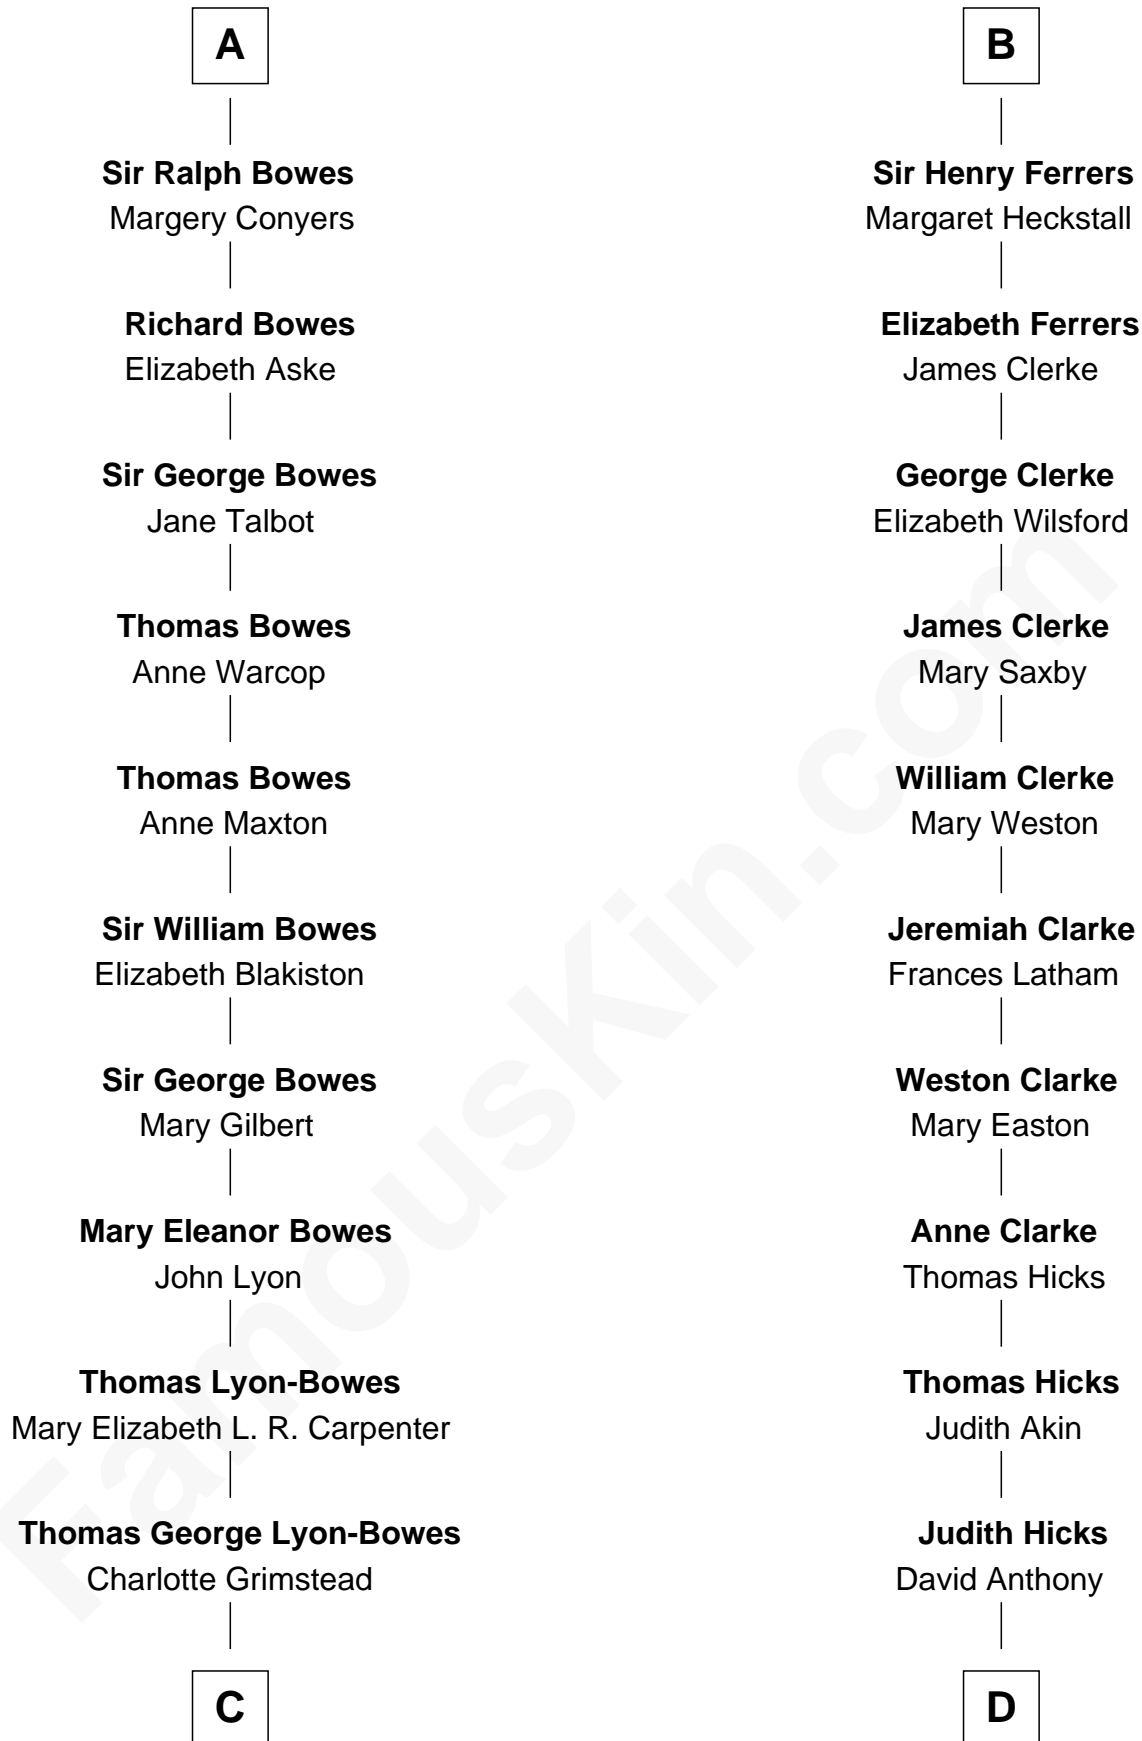 A
Sir Ralph Bowes
Margery Conyers
Richard Bowes
Elizabeth Aske
Sir George Bowes
Jane Talbot
Thomas Bowes
Anne Warcop
Thomas Bowes
Anne Maxton
Sir William Bowes
Elizabeth Blakiston
Sir George Bowes
Mary Gilbert
Mary Eleanor Bowes
John Lyon
Thomas Lyon-Bowes
Mary Elizabeth L. R. Carpenter
Thomas George Lyon-Bowes
Charlotte Grimstead
C
B
Sir Henry Ferrers
Margaret Heckstall
Elizabeth Ferrers
James Clerke
George Clerke
Elizabeth Wilsford
James Clerke
Mary Saxby
William Clerke
Mary Weston
Jeremiah Clarke
Frances Latham
Weston Clarke
Mary Easton
Anne Clarke
Thomas Hicks
Thomas Hicks
Judith Akin
Judith Hicks
David Anthony
D
FamousKin.com